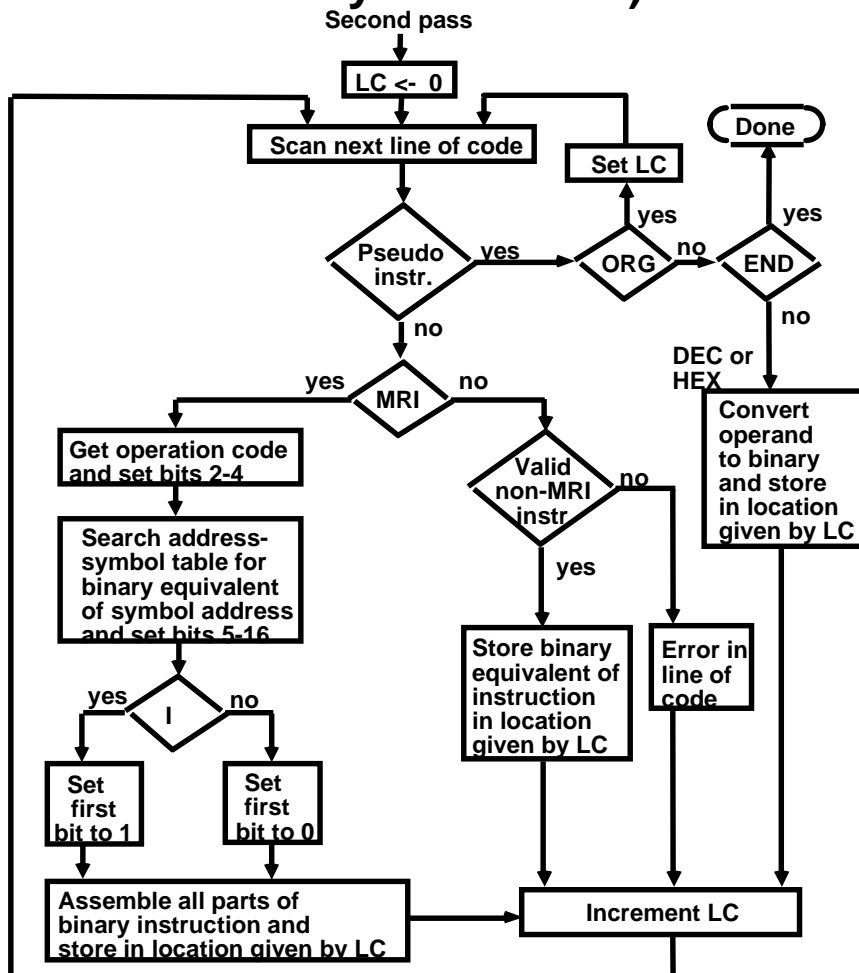 Second pass
LC <- 0
Scan next line of code
Done
Set LC
yes
yes
Pseudo
instr.
yes
ORG
no
END
no
no
DEC or
HEX
yes
MRI
no
Convert
operand
to binary
and store
in location
given by LC
Get operation code
and set bits 2-4
Valid
non-MRI
instr
no
yes
Search address-
symbol table for
binary equivalent
of symbol address
and set bits 5-16
Store binary
equivalent of
instruction
in location
given by LC
Error in
line of
code
yes
I
no
Set
first
bit to 1
Set
first
bit to 0
Assemble all parts of
binary instruction and
store in location given by LC
Increment LC